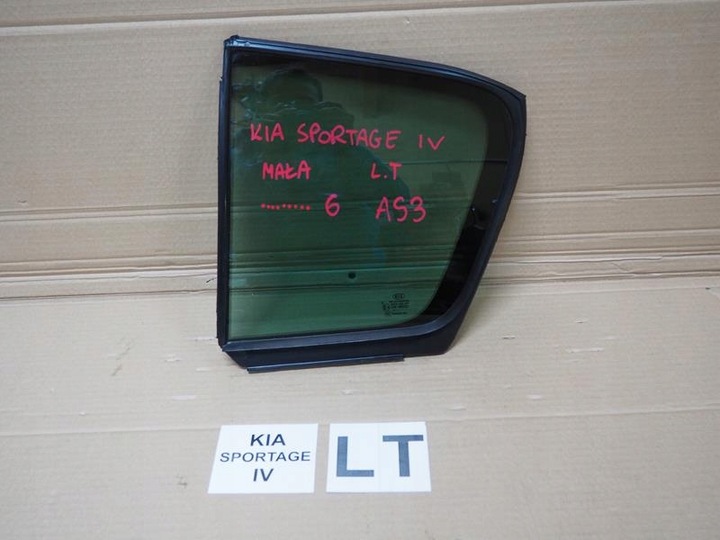 KIA SPORTAGE IV
MAŁA L.T
......... 6 AS3
KIA
SPORTAGE
IV
LT